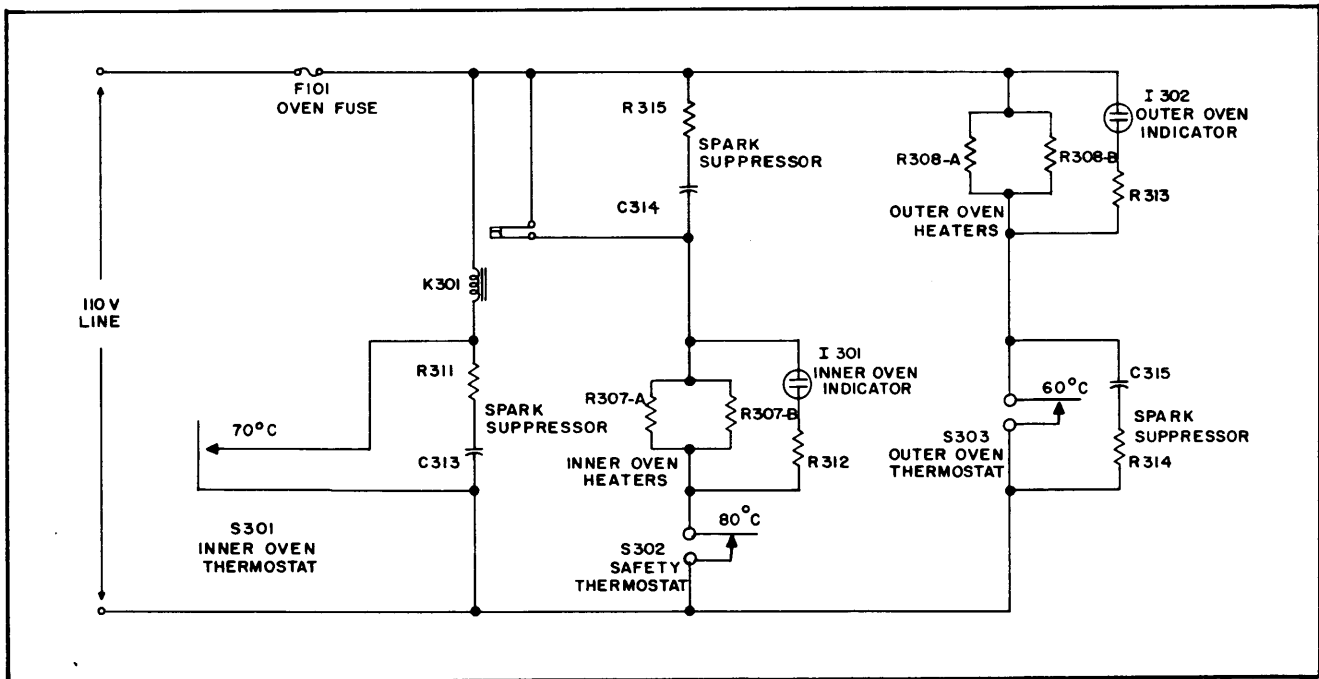 F101
OVEN FUSE
110 V
LINE
K301
R311
SPARK
SUPPRESSOR
C313
70°C
S301
INNER OVEN
THERMOSTAT
R315
SPARK
SUPPRESSOR
C314
I 301
INNER OVEN
INDICATOR
R307-A
R307-B
R312
INNER OVEN
HEATERS
80°C
S302
SAFETY
THERMOSTAT
I 302
OUTER OVEN
INDICATOR
R308-A
R308-B
R313
OUTER OVEN
HEATERS
60°C
C315
S303
OUTER OVEN
THERMOSTAT
SPARK
SUPPRESSOR
R314